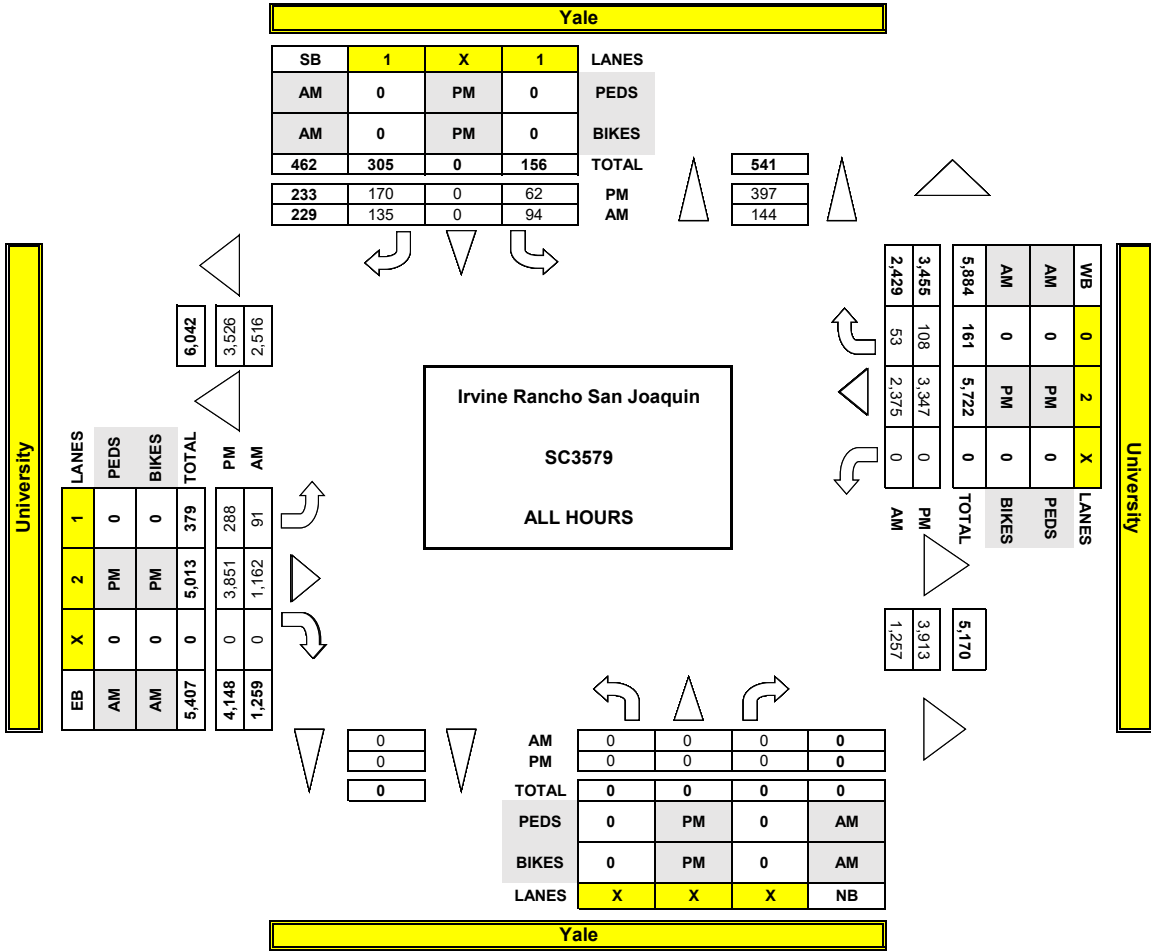 Yale
SB 1 X 1 LANES
AM 0 PM 0 PEDS
AM 0 PM 0 BIKES
462 305 0 156 TOTAL
233 170 0 62 PM
229 135 0 94 AM
541
397
144
University
6,042
3,526
2,516
LANES PEDS BIKES TOTAL PM AM
1 0 0 379 288 91
2 PM PM 5,013 3,851 1,162
X 0 0 0 0 0
EB AM AM 5,407 4,148 1,259
Irvine Rancho San Joaquin
SC3579
ALL HOURS
WB 0 2 X LANES
AM 0 PM 0 PEDS
AM 0 PM 0 BIKES
5,884 161 5,722 0 TOTAL
3,455 108 3,347 0 PM
2,429 53 2,375 0 AM
University
5,170
3,913
1,257
0
0
0
AM 0 0 0 0
PM 0 0 0 0
TOTAL 0 0 0 0
PEDS 0 PM 0 AM
BIKES 0 PM 0 AM
LANES X X X NB
Yale